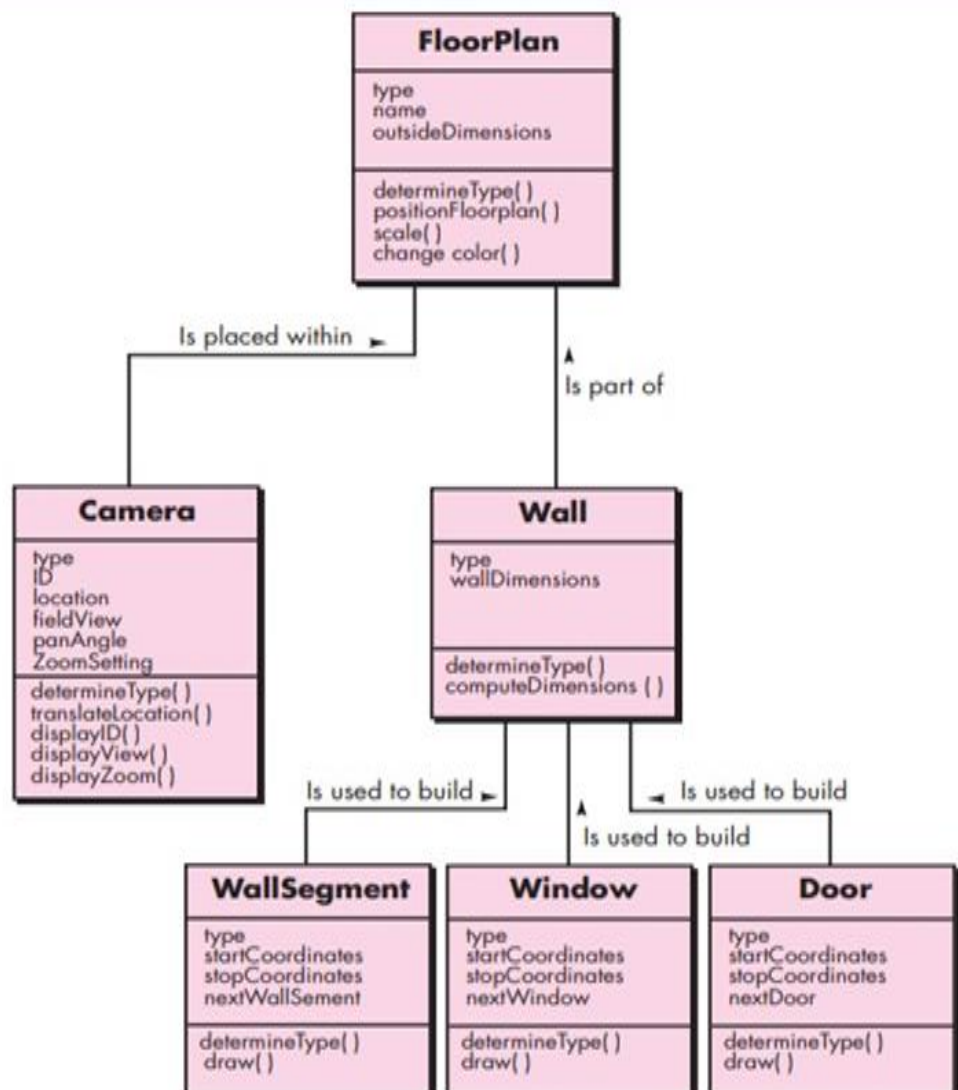 FloorPlan
type
name
outsideDimensions
determineType( )
positionFloorplan( )
scale( )
change color( )
Is placed within
Is part of
Camera
type
ID
location
fieldView
panAngle
ZoomSetting
determineType( )
translateLocation( )
displayID( )
displayView( )
displayZoom( )
Wall
type
wallDimensions
determineType( )
computeDimensions ( )
Is used to build
Is used to build
Is used to build
WallSegment
type
startCoordinates
stopCoordinates
nextWallSement
determineType( )
draw( )
Window
type
startCoordinates
stopCoordinates
nextWindow
determineType( )
draw( )
Door
type
startCoordinates
stopCoordinates
nextDoor
determineType( )
draw( )